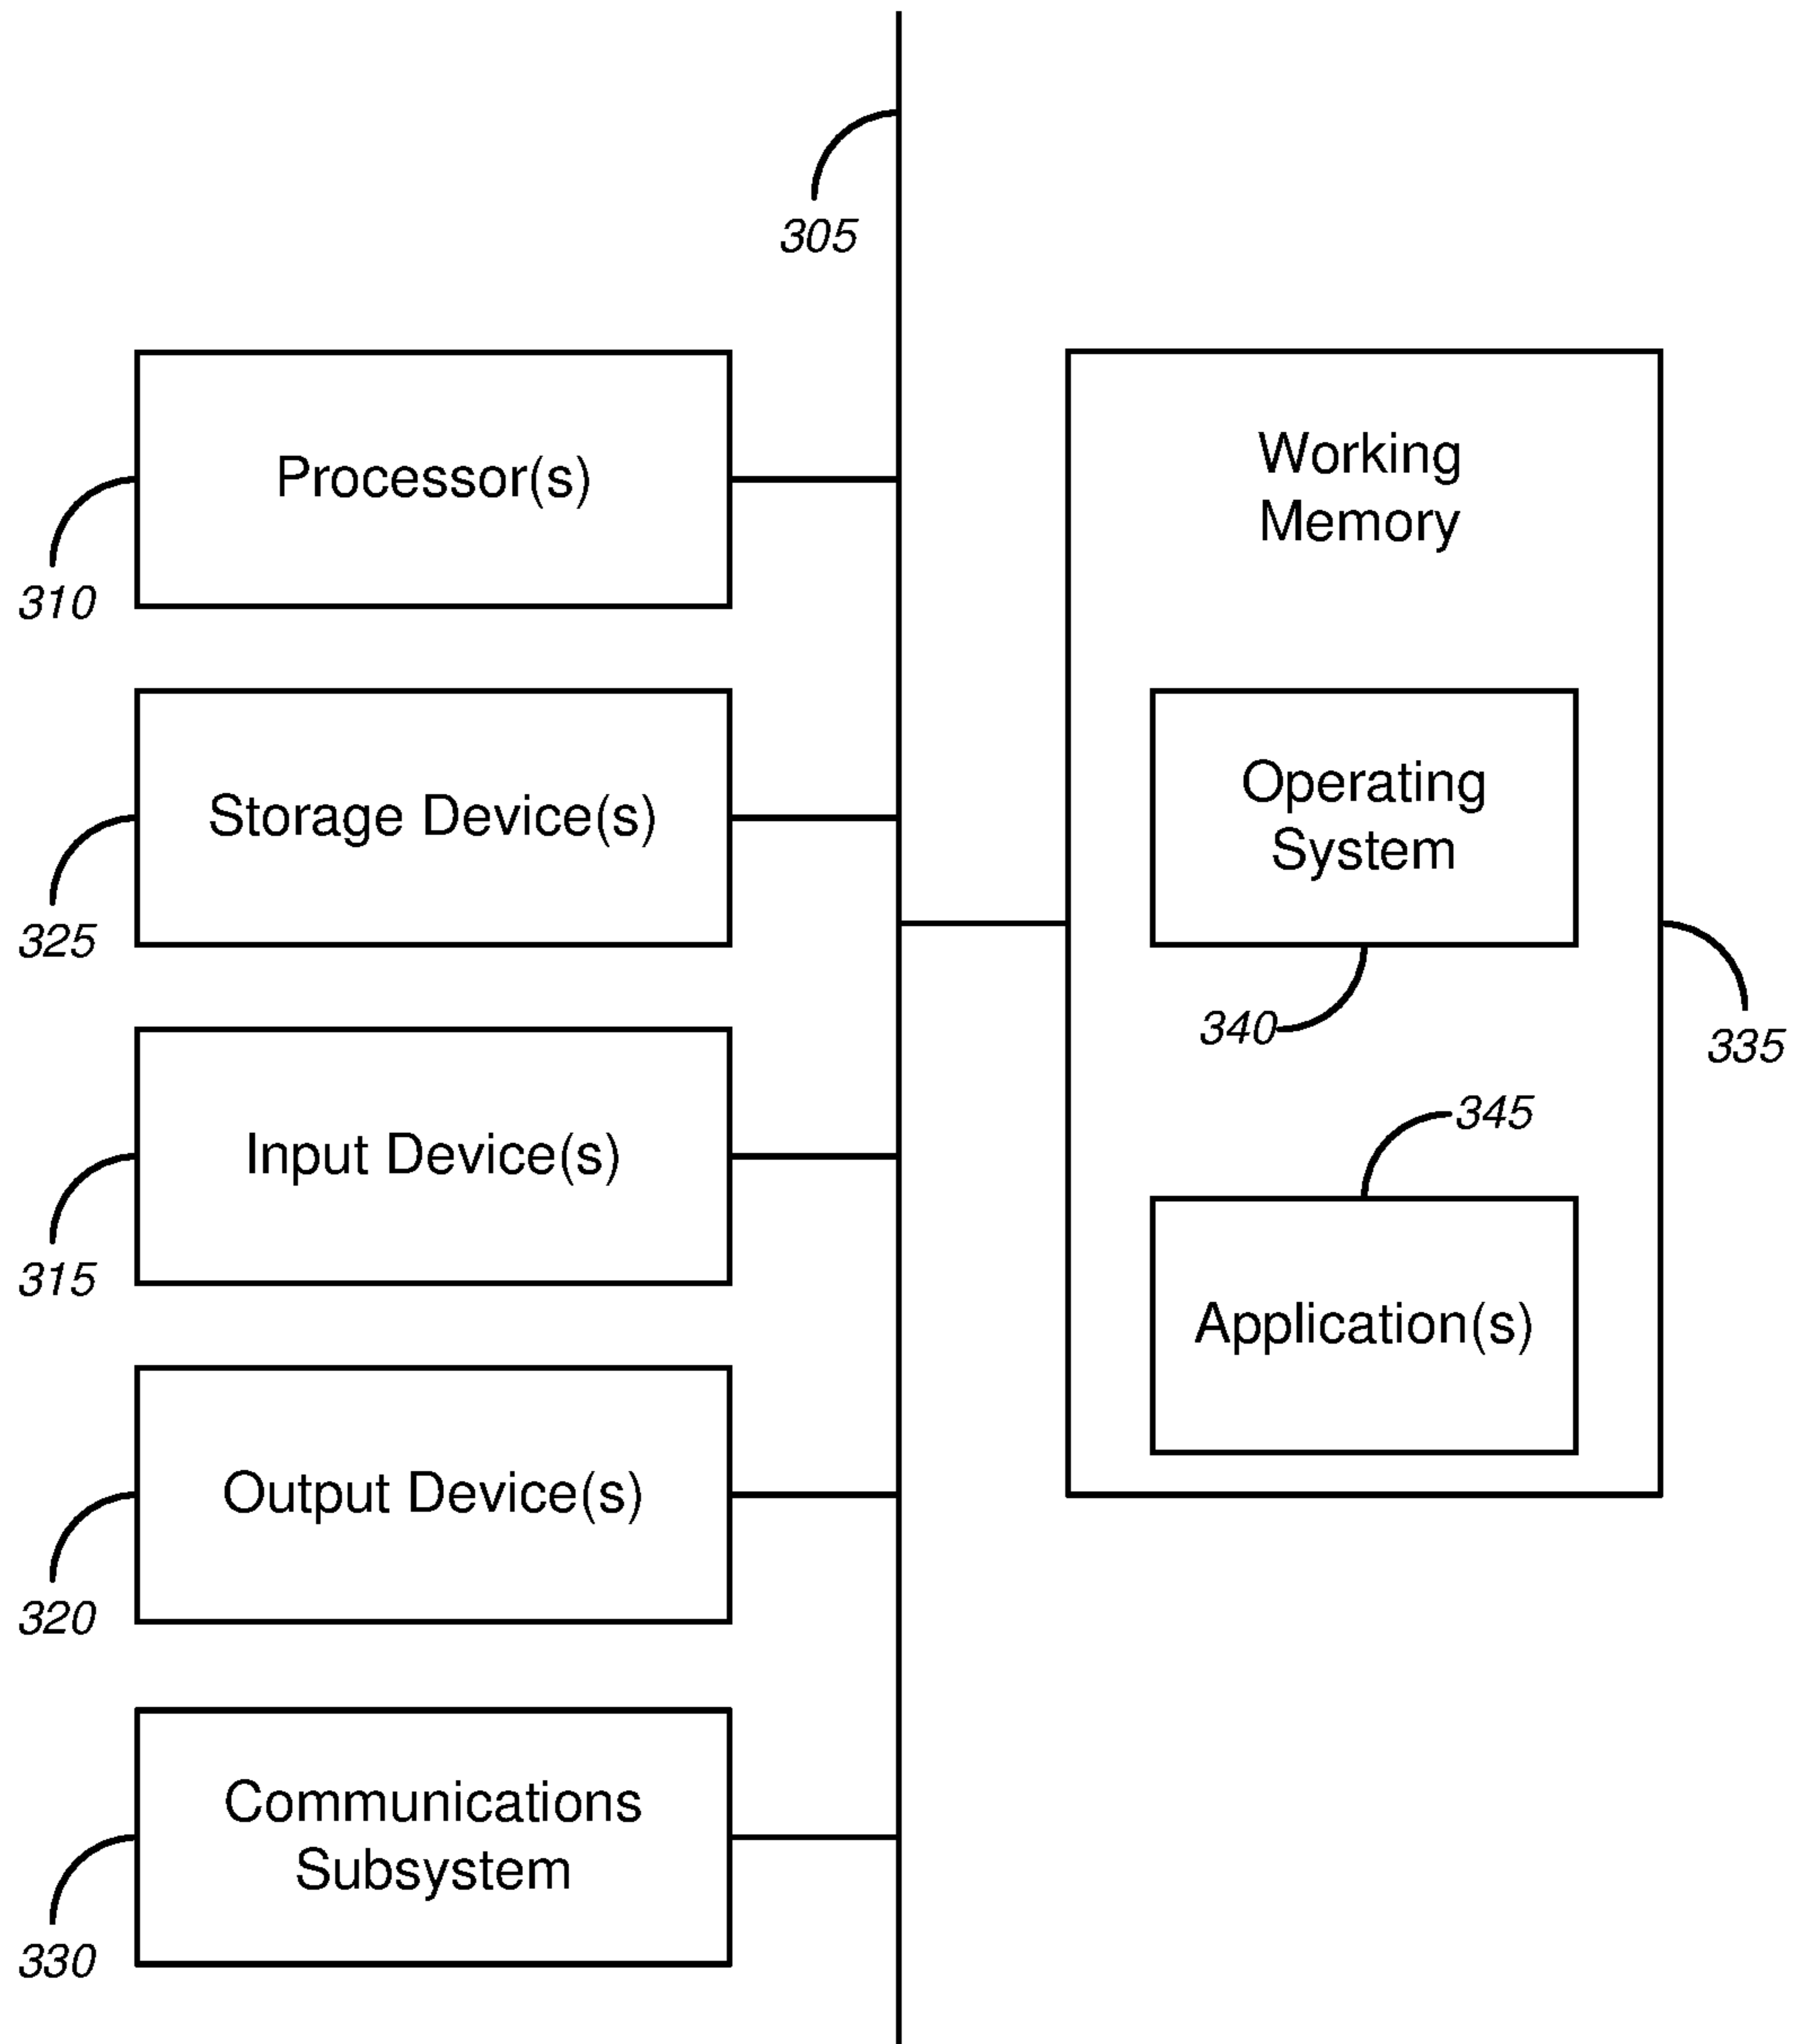 305
Processor(s)
310
Storage Device(s)
325
Input Device(s)
315
Output Device(s)
320
Communications
Subsystem
330
Working
Memory
Operating
System
340
335
345
Application(s)